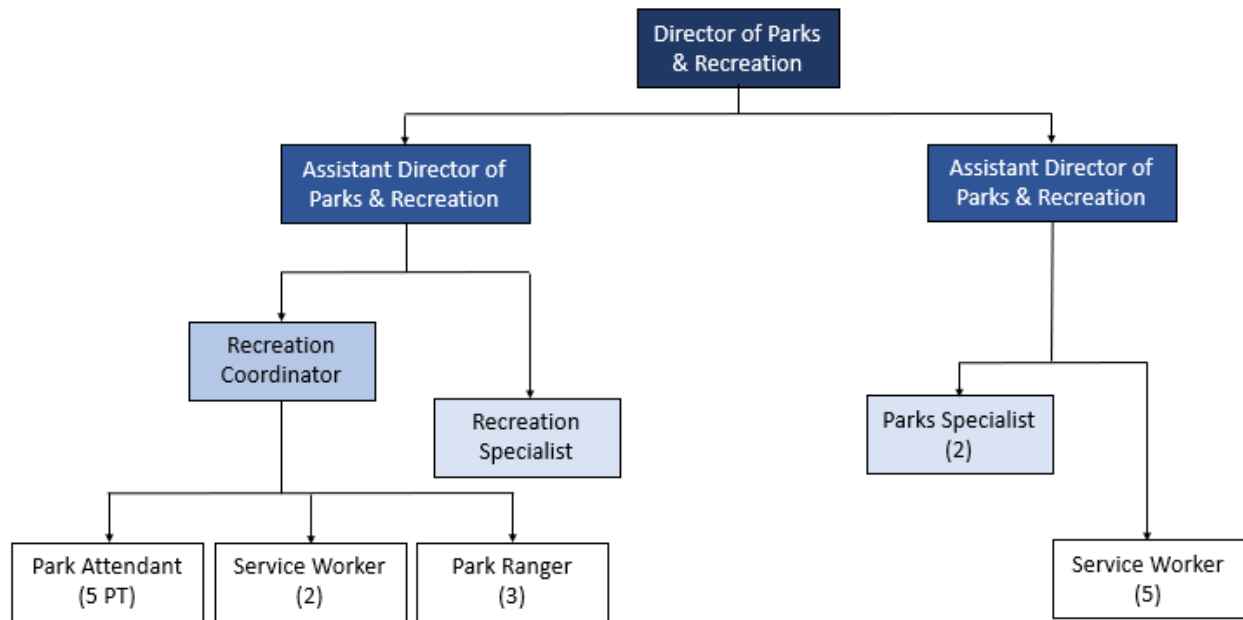 Director of Parks
& Recreation
Assistant Director of
Parks & Recreation
Assistant Director of
Parks & Recreation
Recreation
Coordinator
Recreation
Specialist
Parks Specialist
(2)
Park Attendant
(5 PT)
Service Worker
(2)
Park Ranger
(3)
Service Worker
(5)